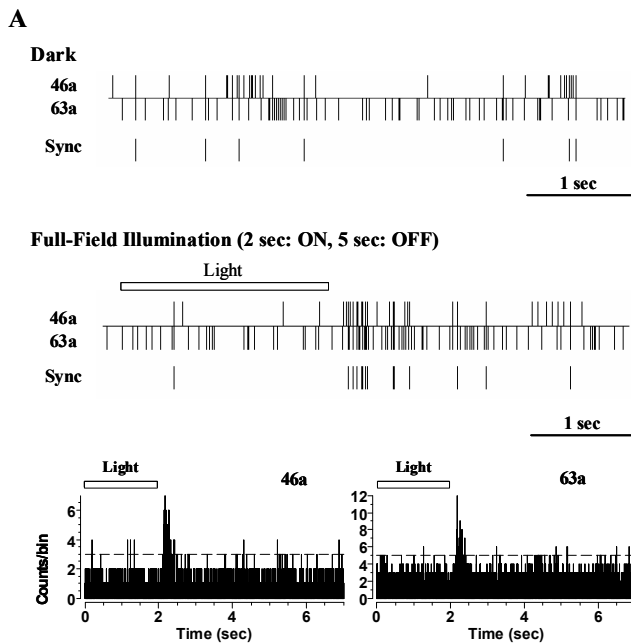 A
Dark
46a
63a
Sync
1 sec
Full-Field Illumination (2 sec: ON, 5 sec: OFF)
Light
46a
63a
Sync
1 sec
Light
46a
Counts/bin
6
4
2
0
0 2 4 6
Time (sec)
Light
63a
12
10
8
6
4
2
0
0 2 4 6
Time (sec)